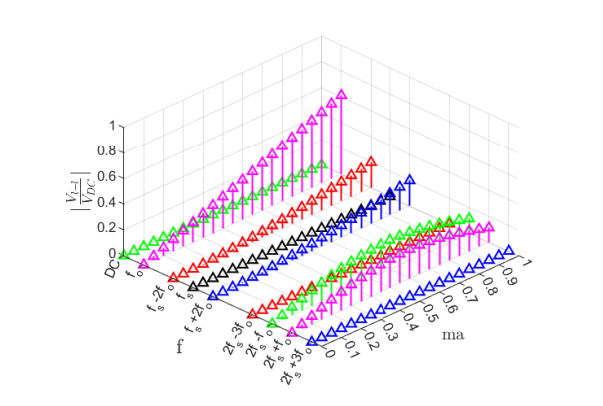 1
0.8
0.6
0.4
0.2
0
|V_{l-l}/V_{DC}|
DC
f_o
f_s-2f_o
f_s
f_s+2f_o
2f_s-3f_o
2f_s-f_o
2f_s+f_o
2f_s+3f_o
f
0
0.1
0.2
0.3
0.4
0.5
0.6
0.7
0.8
0.9
1
ma